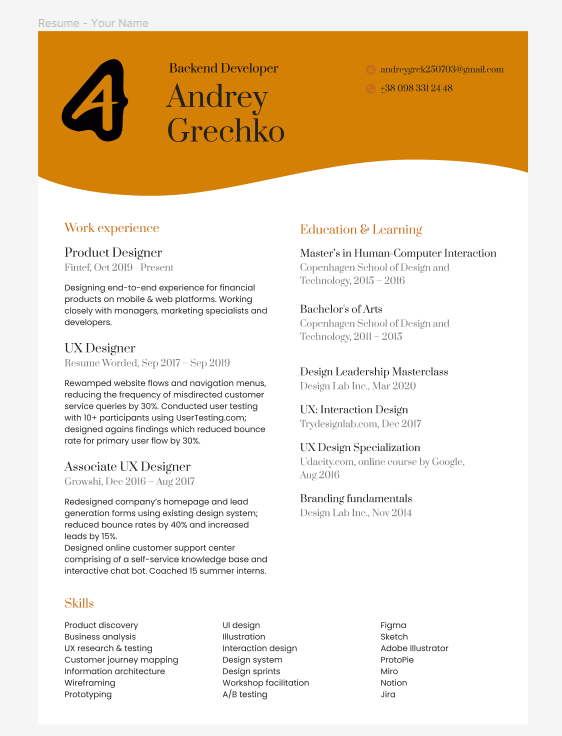 Resume - Your Name
Backend Developer
Andrey
Grechko
andreygrek250703@gmail.com
+38 098 331 24 48
Work experience
Product Designer
Fintef, Oct 2019 - Present
Designing end-to-end experience for financial
products on mobile & web platforms. Working
closely with managers, marketing specialists and
developers.
UX Designer
Resume Worded, Sep 2017 – Sep 2019
Rewamped website flows and navigation menus,
reducing the frequency of misdirected customer
service queries by 30%. Conducted user testing
with 10+ participants using UserTesting.com;
designed agains findings which reduced bounce
rate for primary user flow by 30%.
Associate UX Designer
Growshi, Dec 2016 – Aug 2017
Redesigned company's homepage and lead
generation forms using existing design system;
reduced bounce rates by 40% and increased
leads by 15%.
Designed online customer support center
comprising of a self-service knowledge base and
interactive chat bot. Coached 15 summer interns.
Education & Learning
Master's in Human-Computer Interaction
Copenhagen School of Design and
Technology, 2015 – 2016
Bachelor's of Arts
Copenhagen School of Design and
Technology, 2011 – 2015
Design Leadership Masterclass
Design Lab Inc., Mar 2020
UX: Interaction Design
Trydesignlab.com, Dec 2017
UX Design Specialization
Udacity.com, online course by Google,
Aug 2016
Branding fundamentals
Design Lab Inc., Nov 2014
Skills
Product discovery
Business analysis
UX research & testing
Customer journey mapping
Information architecture
Wireframing
Prototyping
UI design
Illustration
Interaction design
Design system
Design sprints
Workshop facilitation
A/B testing
Figma
Sketch
Adobe Illustrator
ProtoPie
Miro
Notion
Jira